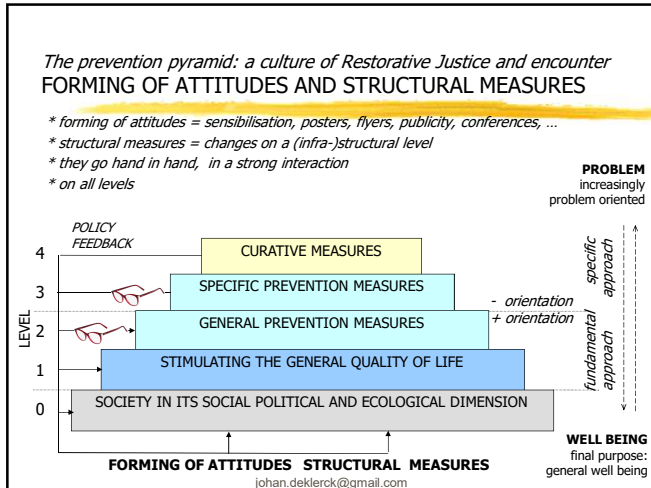 The prevention pyramid: a culture of Restorative Justice and encounter
FORMING OF ATTITUDES AND STRUCTURAL MEASURES
* forming of attitudes = sensibilisation, posters, flyers, publicity, conferences, ...
* structural measures = changes on a (infra-)structural level
* they go hand in hand, in a strong interaction
* on all levels
PROBLEM
increasingly
problem oriented
POLICY
FEEDBACK
4
CURATIVE MEASURES
3
SPECIFIC PREVENTION MEASURES
2
GENERAL PREVENTION MEASURES
1
STIMULATING THE GENERAL QUALITY OF LIFE
0
SOCIETY IN ITS SOCIAL POLITICAL AND ECOLOGICAL DIMENSION
LEVEL
- orientation
+ orientation
specific
approach
fundamental
approach
WELL BEING
final purpose:
general well being
FORMING OF ATTITUDES STRUCTURAL MEASURES
johan.deklerck@gmail.com